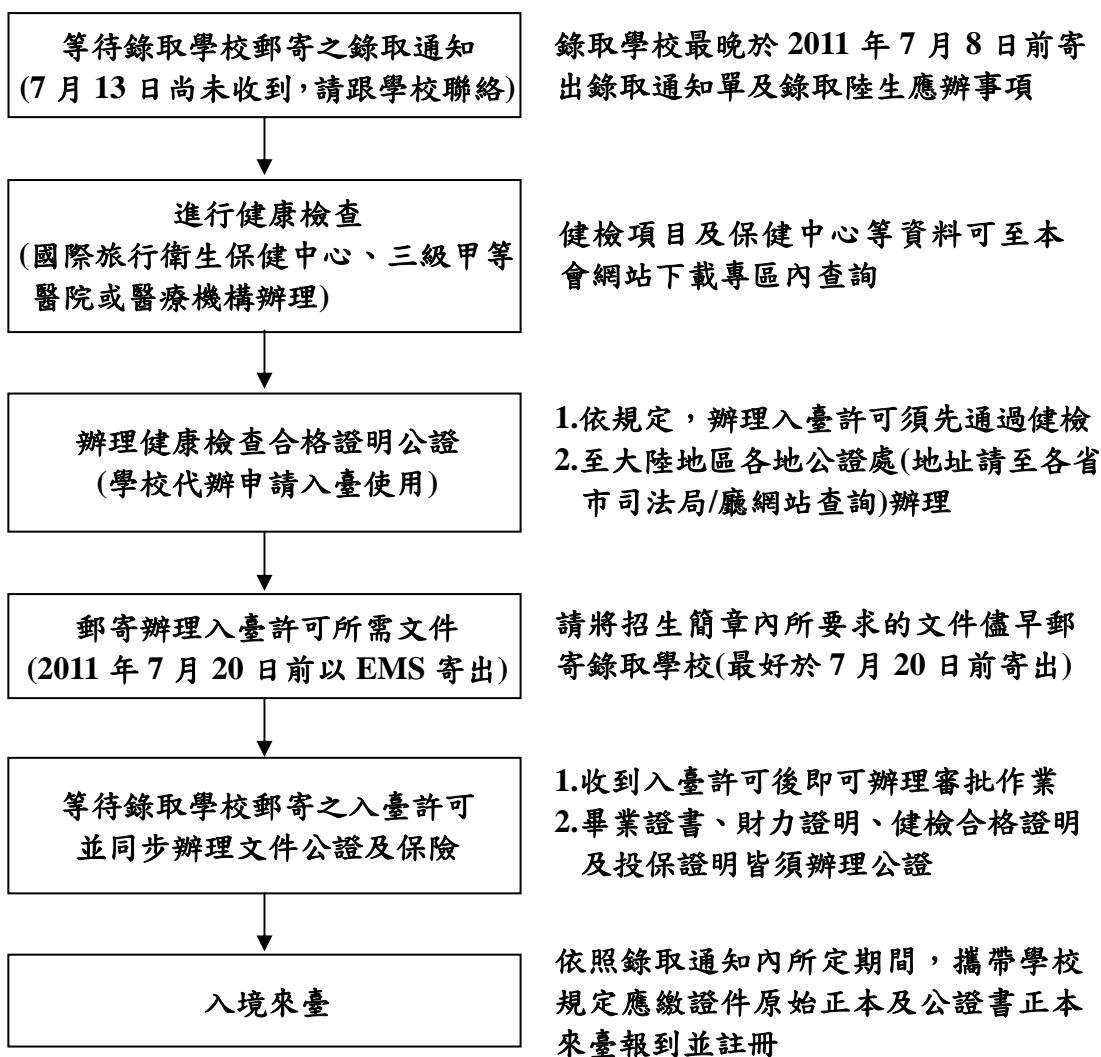 等待錄取學校郵寄之錄取通知
(7 月 13 日尚未收到，請跟學校聯絡)
錄取學校最晚於 2011 年 7 月 8 日前寄
出錄取通知單及錄取陸生應辦事項
進行健康檢查
(國際旅行衛生保健中心、三級甲等
醫院或醫療機構辦理)
健檢項目及保健中心等資料可至本
會網站下載專區內查詢
辦理健康檢查合格證明公證
(學校代辦申請入臺使用)
1.依規定，辦理入臺許可須先通過健檢
2.至大陸地區各地公證處(地址請至各省
市司法局/廳網站查詢)辦理
郵寄辦理入臺許可所需文件
(2011 年 7 月 20 日前以 EMS 寄出)
請將招生簡章內所要求的文件儘早郵
寄錄取學校(最好於 7 月 20 日前寄出)
等待錄取學校郵寄之入臺許可
並同步辦理文件公證及保險
1.收到入臺許可後即可辦理審批作業
2.畢業證書、財力證明、健檢合格證明
及投保證明皆須辦理公證
入境來臺
依照錄取通知內所定期間，攜帶學校
規定應繳證件原始正本及公證書正本
來臺報到並註冊